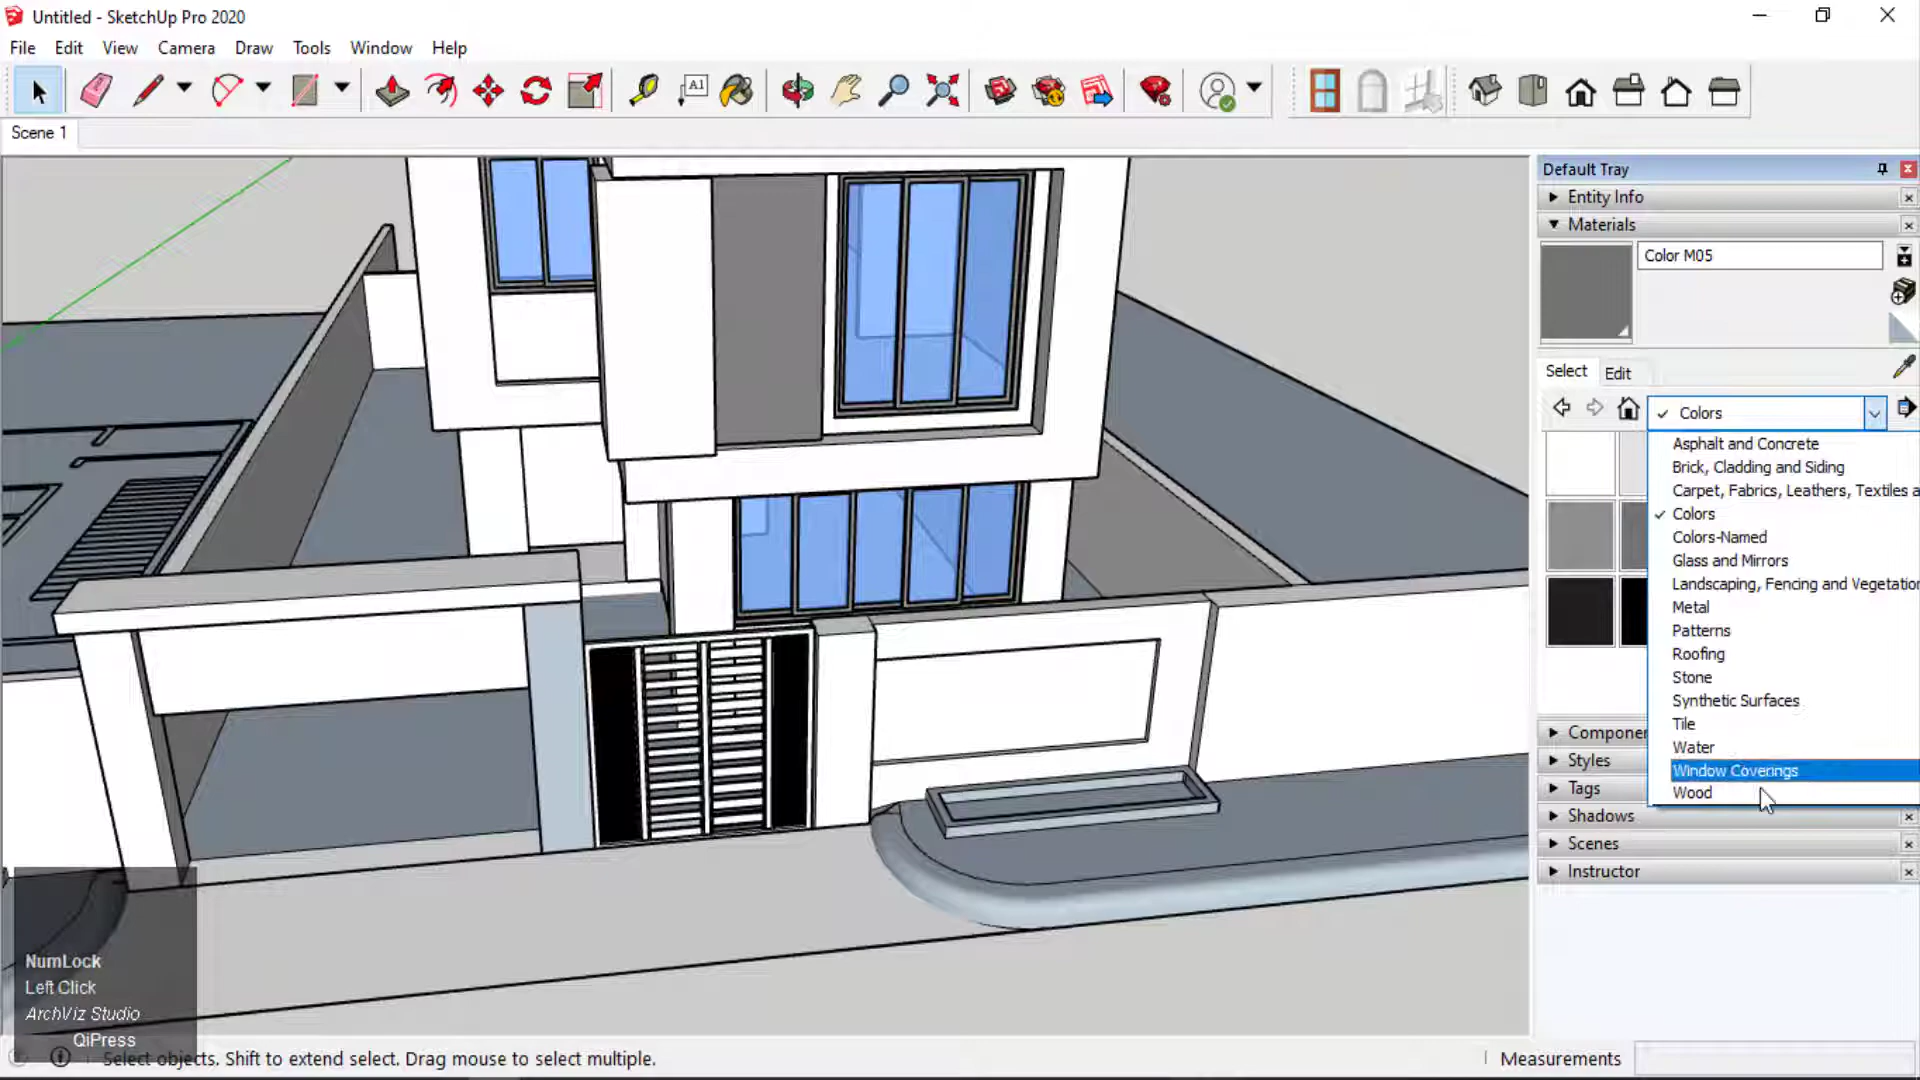 Untitled - SketchUp Pro 2020
File Edit View Camera Draw Tools Window Help
A1
Scene 1
Default Tray
Entity Info
Materials
Color M05
Select Edit
Colors
Asphalt and Concrete
Brick, Cladding and Siding
Carpet, Fabrics, Leathers, Textiles a
Colors
Colors-Named
Glass and Mirrors
Landscaping, Fencing and Vegetation
Metal
Patterns
Roofing
Stone
Synthetic Surfaces
Tile
Water
Window Coverings
Wood
Componen
Styles
Tags
Shadows
Scenes
Instructor
NumLock
Left Click
ArchViz Studio
QiPress
Select objects. Shift to extend select. Drag mouse to select multiple.
Measurements